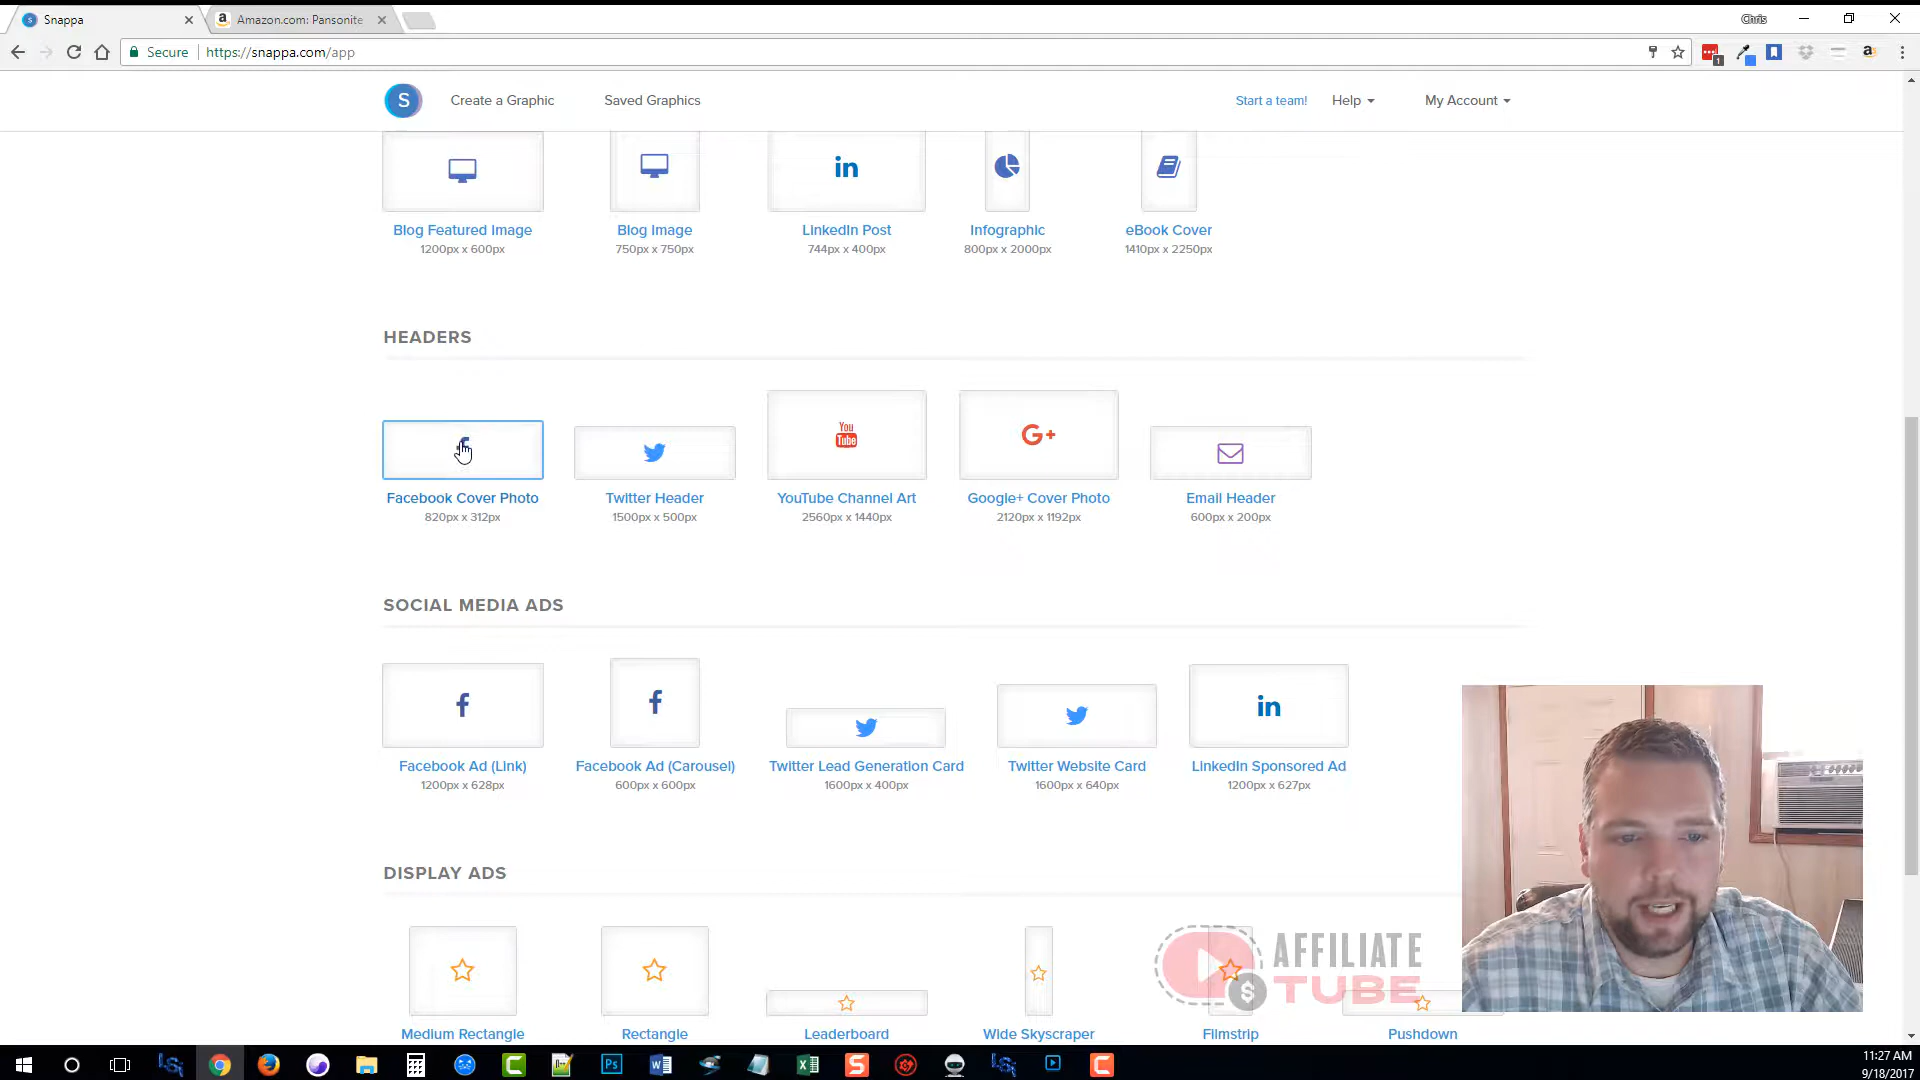 Snappa
Amazon.com: Pansonite
Chris
Secure
https://snappa.com/app
1
S
Create a Graphic
Saved Graphics
Start a team!
Help
My Account
in
Blog Featured Image
Blog Image
LinkedIn Post
Infographic
eBook Cover
1200px x 600px
750px x 750px
744px x 400px
800px x 2000px
1410px x 2250px
HEADERS
You
Tube
G+
Facebook Cover Photo
Twitter Header
YouTube Channel Art
Google+ Cover Photo
Email Header
820px x 312px
1500px x 500px
2560px x 1440px
2120px x 1192px
600px x 200px
SOCIAL MEDIA ADS
f
f
in
Facebook Ad (Link)
Facebook Ad (Carousel)
Twitter Lead Generation Card
Twitter Website Card
LinkedIn Sponsored Ad
1200px x 628px
600px x 600px
1600px x 400px
1600px x 640px
1200px x 627px
DISPLAY ADS
AFFILIATE
TUBE
$
Medium Rectangle
Rectangle
Leaderboard
Wide Skyscraper
Filmstrip
Pushdown
Ps
11:27 AM
9/18/2017